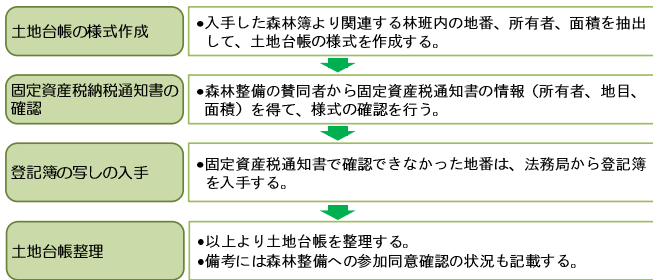 土地台帳の様式作成
●入手した森林簿より関連する林班内の地番、所有者、面積を抽出
して、土地台帳の様式を作成する。
固定資産税納税通知書の
確認
●森林整備の賛同者から固定資産税通知書の情報（所有者、地目、
面積）を得て、様式の確認を行う。
登記簿の写しの入手
●固定資産税通知書で確認できなかった地番は、法務局から登記簿
を入手する。
土地台帳整理
●以上より土地台帳を整理する。
●備考には森林整備への参加同意確認の状況も記載する。